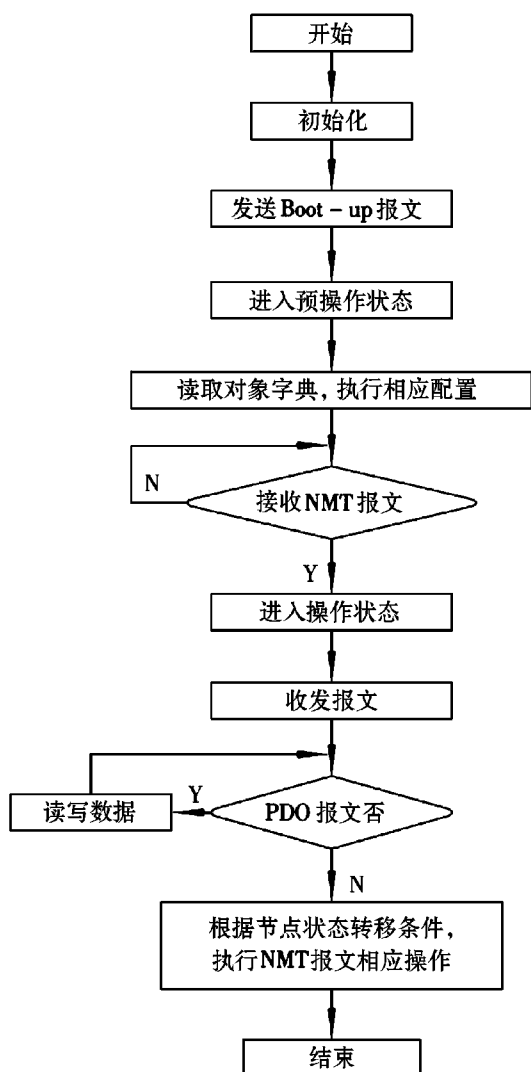 开始
初始化
发送Boot-up报文
进入预操作状态
读取对象字典，执行相应配置
N
接收NMT报文
Y
进入操作状态
收发报文
读写数据
Y
PDO报文否
N
根据节点状态转移条件，
执行NMT报文相应操作
结束